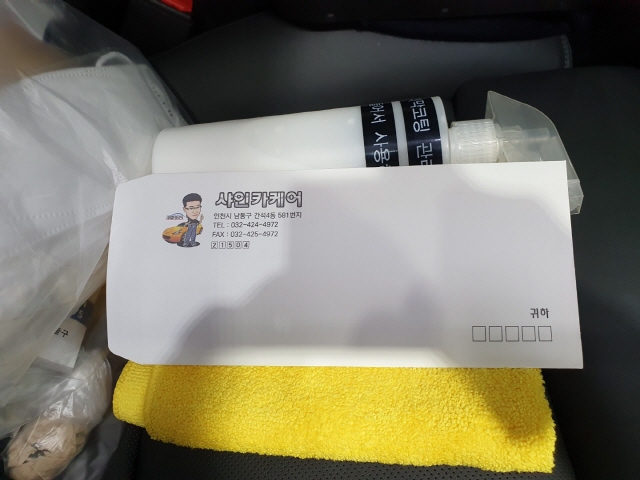 샤인카케어
인천시 남동구 간석4동 581번지
TEL : 032-424-4972
FAX : 032-425-4972
21504
귀하